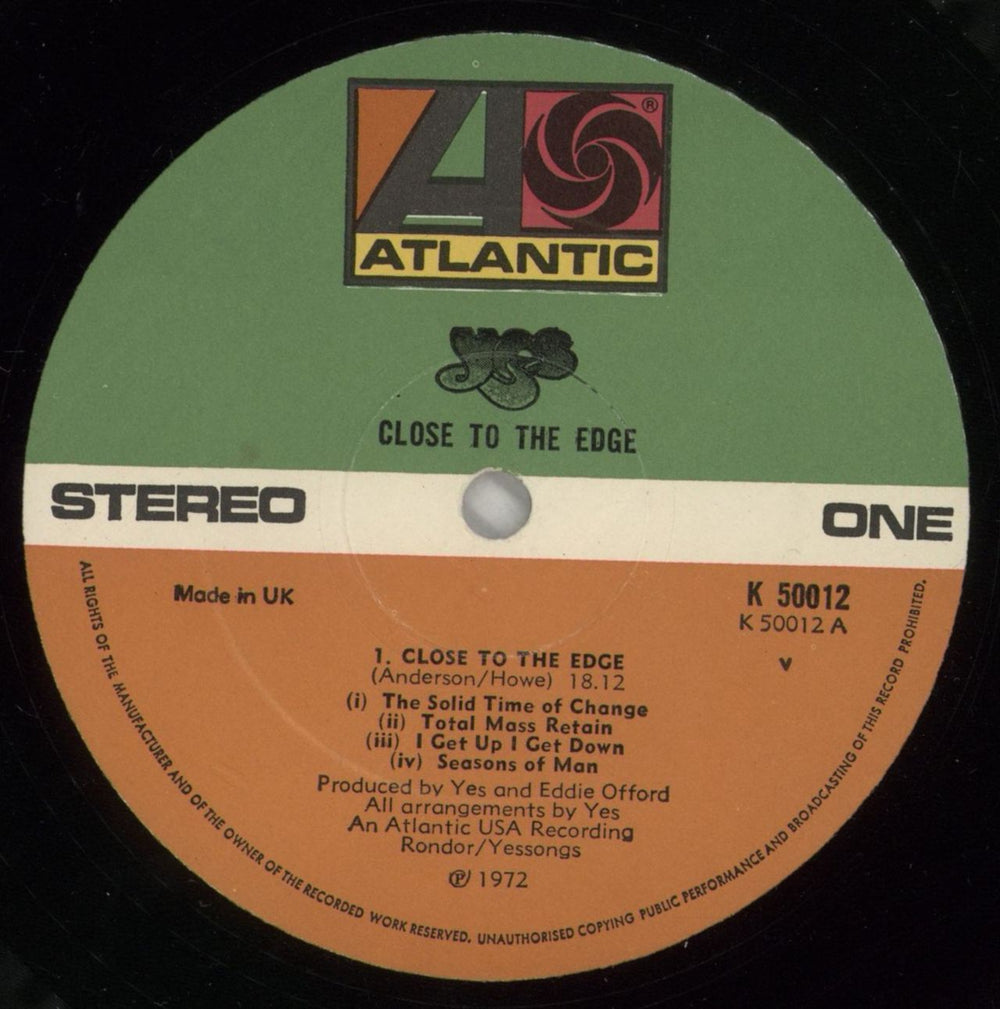 ®
ATLANTIC
yes
CLOSE TO THE EDGE
STEREO
ONE
Made in UK
K 50012
K 50012 A
v
1. CLOSE TO THE EDGE
(Anderson/Howe) 18.12
(i) The Solid Time of Change
(ii) Total Mass Retain
(iii) I Get Up I Get Down
(iv) Seasons of Man
Produced by Yes and Eddie Offord
All arrangements by Yes
An Atlantic USA Recording
Rondor/Yessongs
℗ 1972
ALL RIGHTS OF THE MANUFACTURER AND OF THE OWNER OF THE RECORDED WORK RESERVED. UNAUTHORISED COPYING PUBLIC PERFORMANCE AND BROADCASTING OF THIS RECORD PROHIBITED.